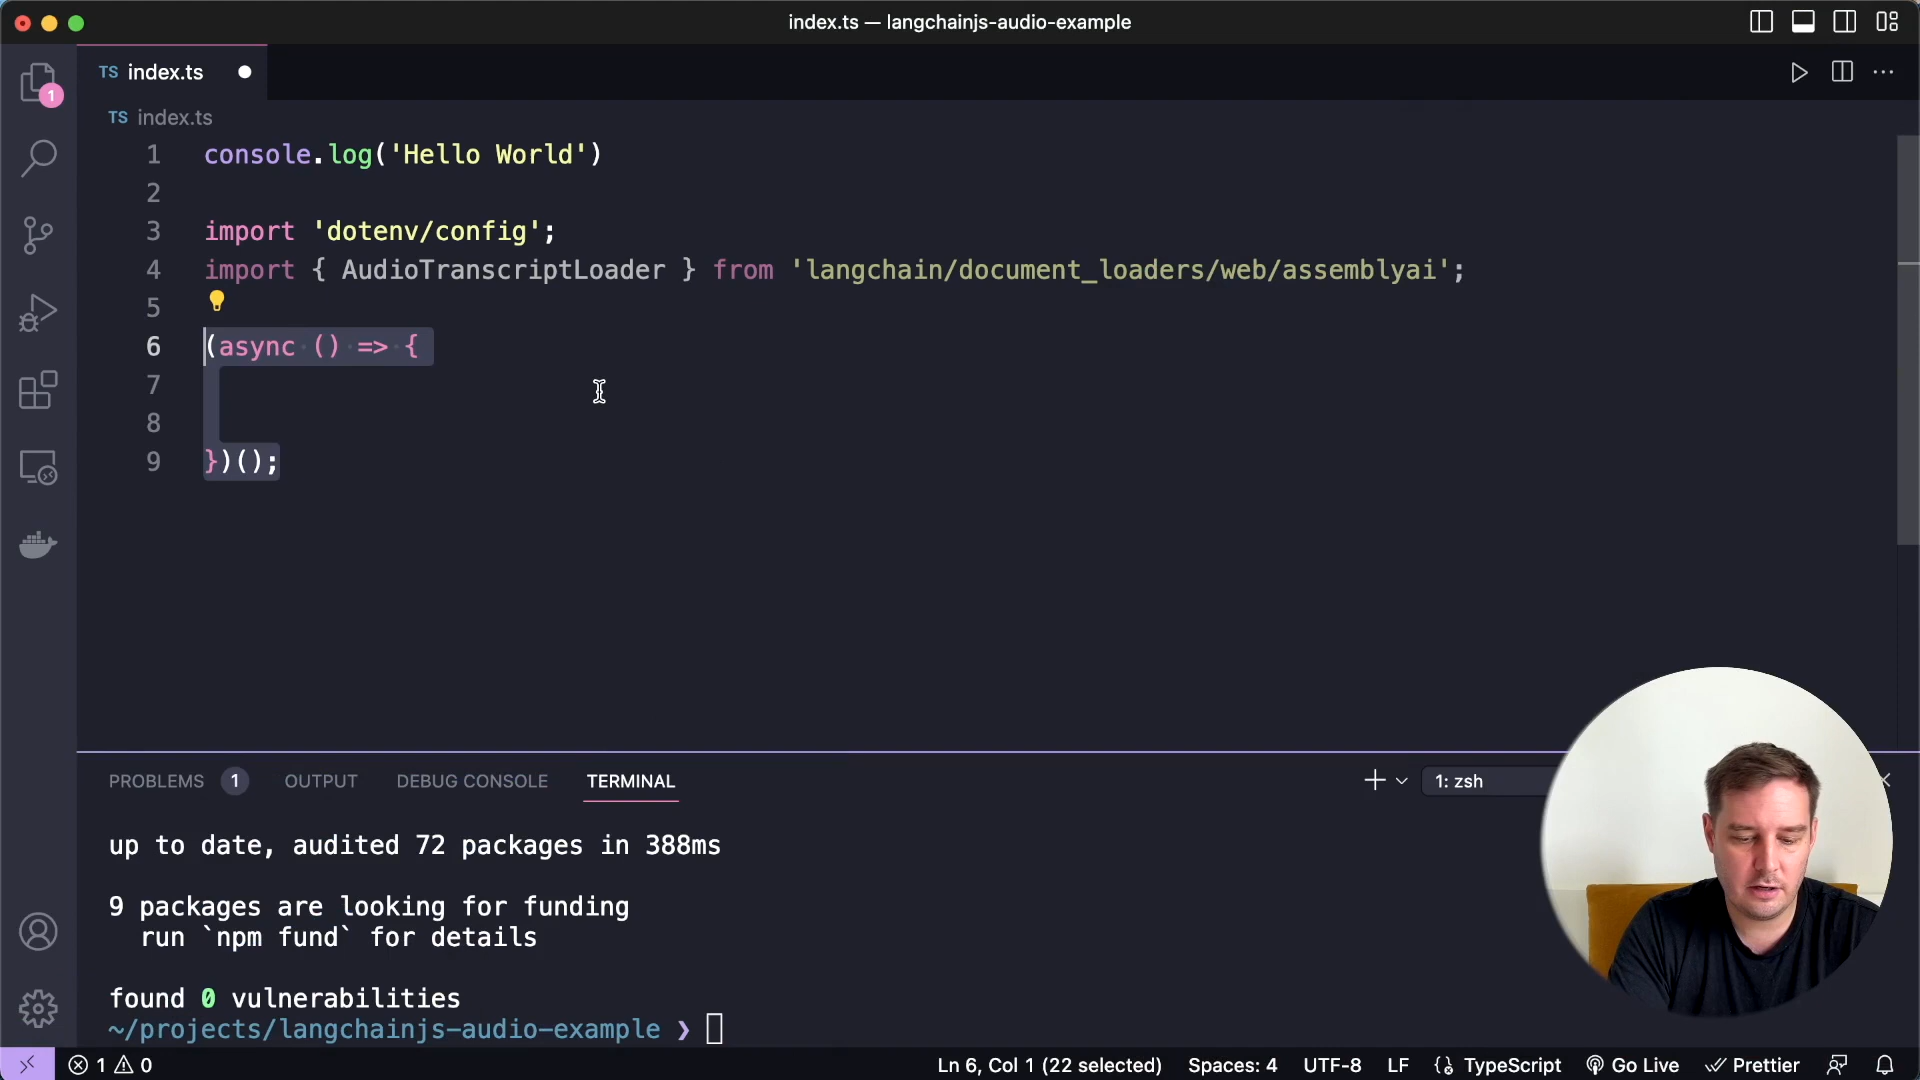 index.ts — langchainjs-audio-example
TS index.ts
1
TS index.ts
1 console.log('Hello World')
2
3 import 'dotenv/config';
4 import { AudioTranscriptLoader } from 'langchain/document_loaders/web/assemblyai';
5
6 (async () => {
7
8
9 })();
PROBLEMS 1 OUTPUT DEBUG CONSOLE TERMINAL 1: zsh
up to date, audited 72 packages in 388ms
9 packages are looking for funding
run `npm fund` for details
found 0 vulnerabilities
~/projects/langchainjs-audio-example ❯
1 0 Ln 6, Col 1 (22 selected) Spaces: 4 UTF-8 LF TypeScript Go Live Prettier